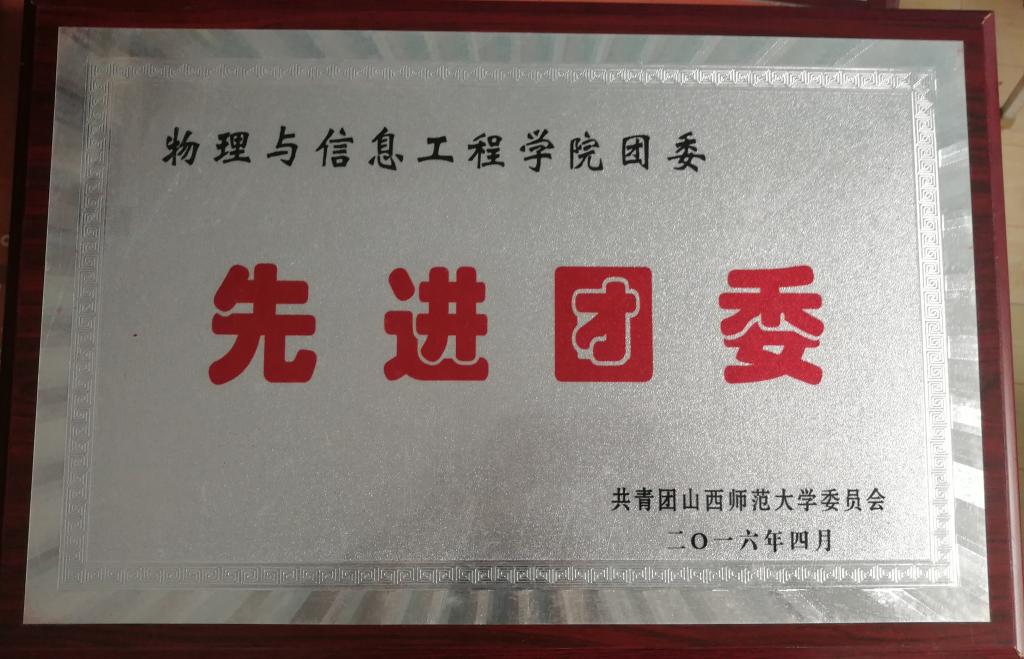 物理与信息工程学院团委
先进团委
共青团山西师范大学委员会
二〇一六年四月